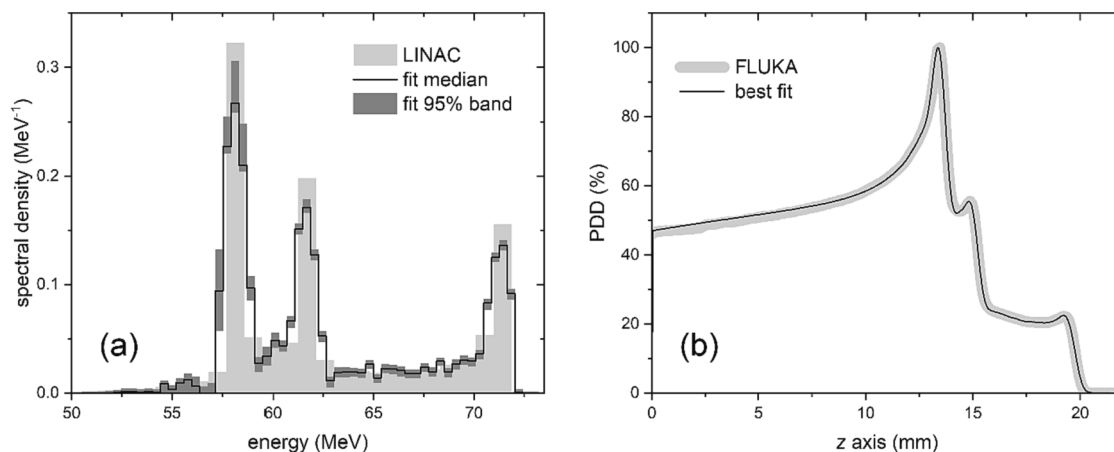 0.3
0.2
0.1
0.0
50
55
60
65
70
spectral density (MeV⁻¹)
energy (MeV)
LINAC
fit median
fit 95% band
(a)
100
80
60
40
20
0
0
5
10
15
20
PDD (%)
z axis (mm)
FLUKA
best fit
(b)